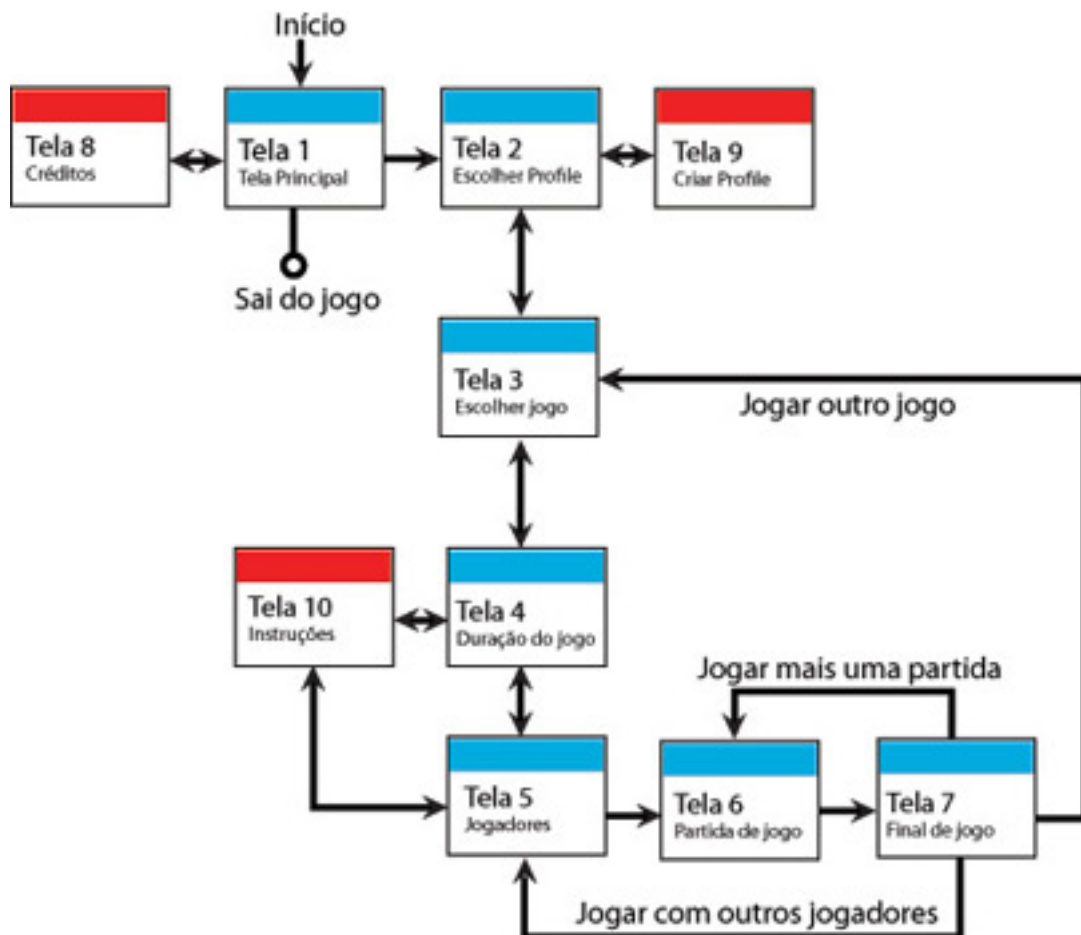 Início
Tela 8
Créditos
Tela 1
Tela Principal
Tela 2
Escolher Profile
Tela 9
Criar Profile
Sai do jogo
Tela 3
Escolher jogo
Jogar outro jogo
Tela 10
Instruções
Tela 4
Duração do jogo
Jogar mais uma partida
Tela 5
Jogadores
Tela 6
Partida de jogo
Tela 7
Final de jogo
Jogar com outros jogadores